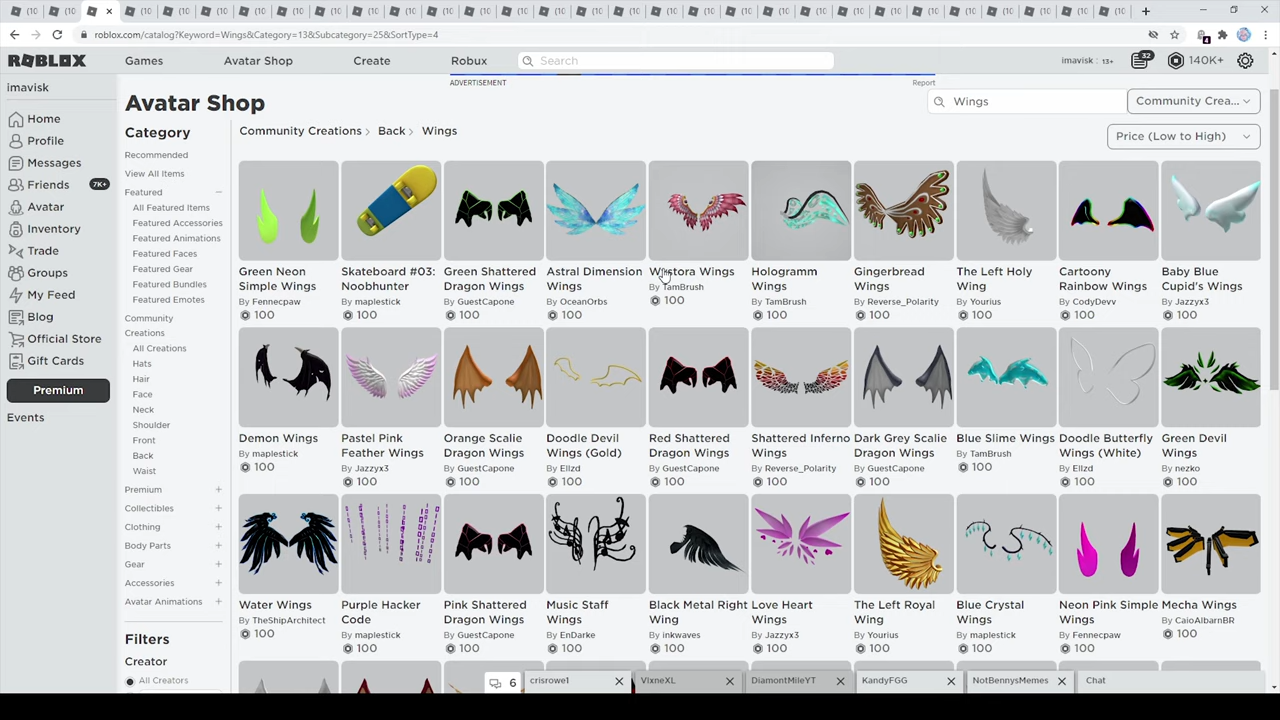 roblox.com/catalog?Keyword=Wings&Category=13&Subcategory=25&SortType=4
4
ROBLOX
Games
Avatar Shop
Create
Robux
Search
imavisk : 13+
32
140K+
imavisk
ADVERTISEMENT
Report
Home
Profile
Messages
Friends
7K+
Avatar
Inventory
Trade
Groups
My Feed
Blog
Official Store
Gift Cards
Premium
Events
Avatar Shop
Wings
Community Crea...
Category
Community Creations > Back > Wings
Price (Low to High)
Recommended
View All Items
Featured
All Featured Items
Featured Accessories
Featured Animations
Featured Faces
Featured Gear
Featured Bundles
Featured Emotes
Community
Creations
All Creations
Hats
Hair
Face
Neck
Shoulder
Front
Back
Waist
Premium
Collectibles
Clothing
Body Parts
Gear
Accessories
Avatar Animations
Filters
Creator
All Creators
Green Neon
Simple Wings
By Fennecpaw
100
Skateboard #03:
Noobhunter
By maplestick
100
Green Shattered
Dragon Wings
By GuestCapone
100
Astral Dimension
Wings
By OceanOrbs
100
Wings
By TamBrush
100
Hologramm
Wings
By TamBrush
100
Gingerbread
Wings
By Reverse_Polarity
100
The Left Holy
Wing
By Yourius
100
Cartoony
Rainbow Wings
By CodyDevv
100
Baby Blue
Cupid's Wings
By Jazzyx3
100
Demon Wings
By maplestick
100
Pastel Pink
Feather Wings
By Jazzyx3
100
Orange Scalie
Dragon Wings
By GuestCapone
100
Doodle Devil
Wings (Gold)
By Ellzd
100
Red Shattered
Dragon Wings
By GuestCapone
100
Shattered Inferno
Wings
By Reverse_Polarity
100
Dark Grey Scalie
Dragon Wings
By GuestCapone
100
Blue Slime Wings
By TamBrush
100
Doodle Butterfly
Wings (White)
By Ellzd
100
Green Devil
Wings
By nezko
100
Water Wings
By TheShipArchitect
100
Purple Hacker
Code
By maplestick
100
Pink Shattered
Dragon Wings
By GuestCapone
100
Music Staff
Wings
By EnDarke
100
Black Metal Right
Wing
By inkwaves
100
Love Heart
Wings
By Jazzyx3
100
The Left Royal
Wing
By Yourius
100
Blue Crystal
Wings
By maplestick
100
Neon Pink Simple
Wings
By Fennecpaw
100
Mecha Wings
By CaioAlbarnBR
100
6
crisrowe1
VixneXL
DiamontMileYT
KandyFGG
NotBennysMemes
Chat